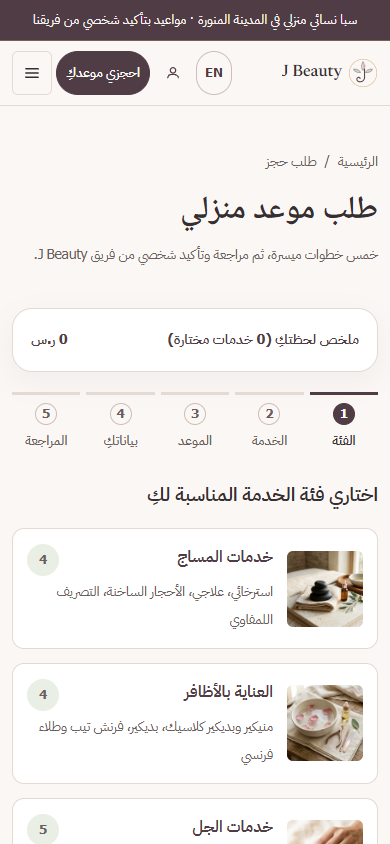 سبا نسائي منزلي في المدينة المنورة · مواعيد بتأكيد شخصي من فريقنا
J Beauty
EN
احجزي موعدكِ
الرئيسية / طلب حجز
طلب موعد منزلي
خمس خطوات ميسرة، ثم مراجعة وتأكيد شخصي من فريق J Beauty.
ملخص لحظتكِ (0 خدمات مختارة)
0 ر.س
1
2
3
4
5
الفئة
الخدمة
الموعد
بياناتكِ
المراجعة
اختاري فئة الخدمة المناسبة لكِ
خدمات المساج
4
استرخائي، علاجي، الأحجار الساخنة، التصريف
اللمفاوي
العناية بالأظافر
4
منيكير وبديكير كلاسيك، بديكير، فرنش تيب وطلاء
فرنسي
خدمات الجل
5